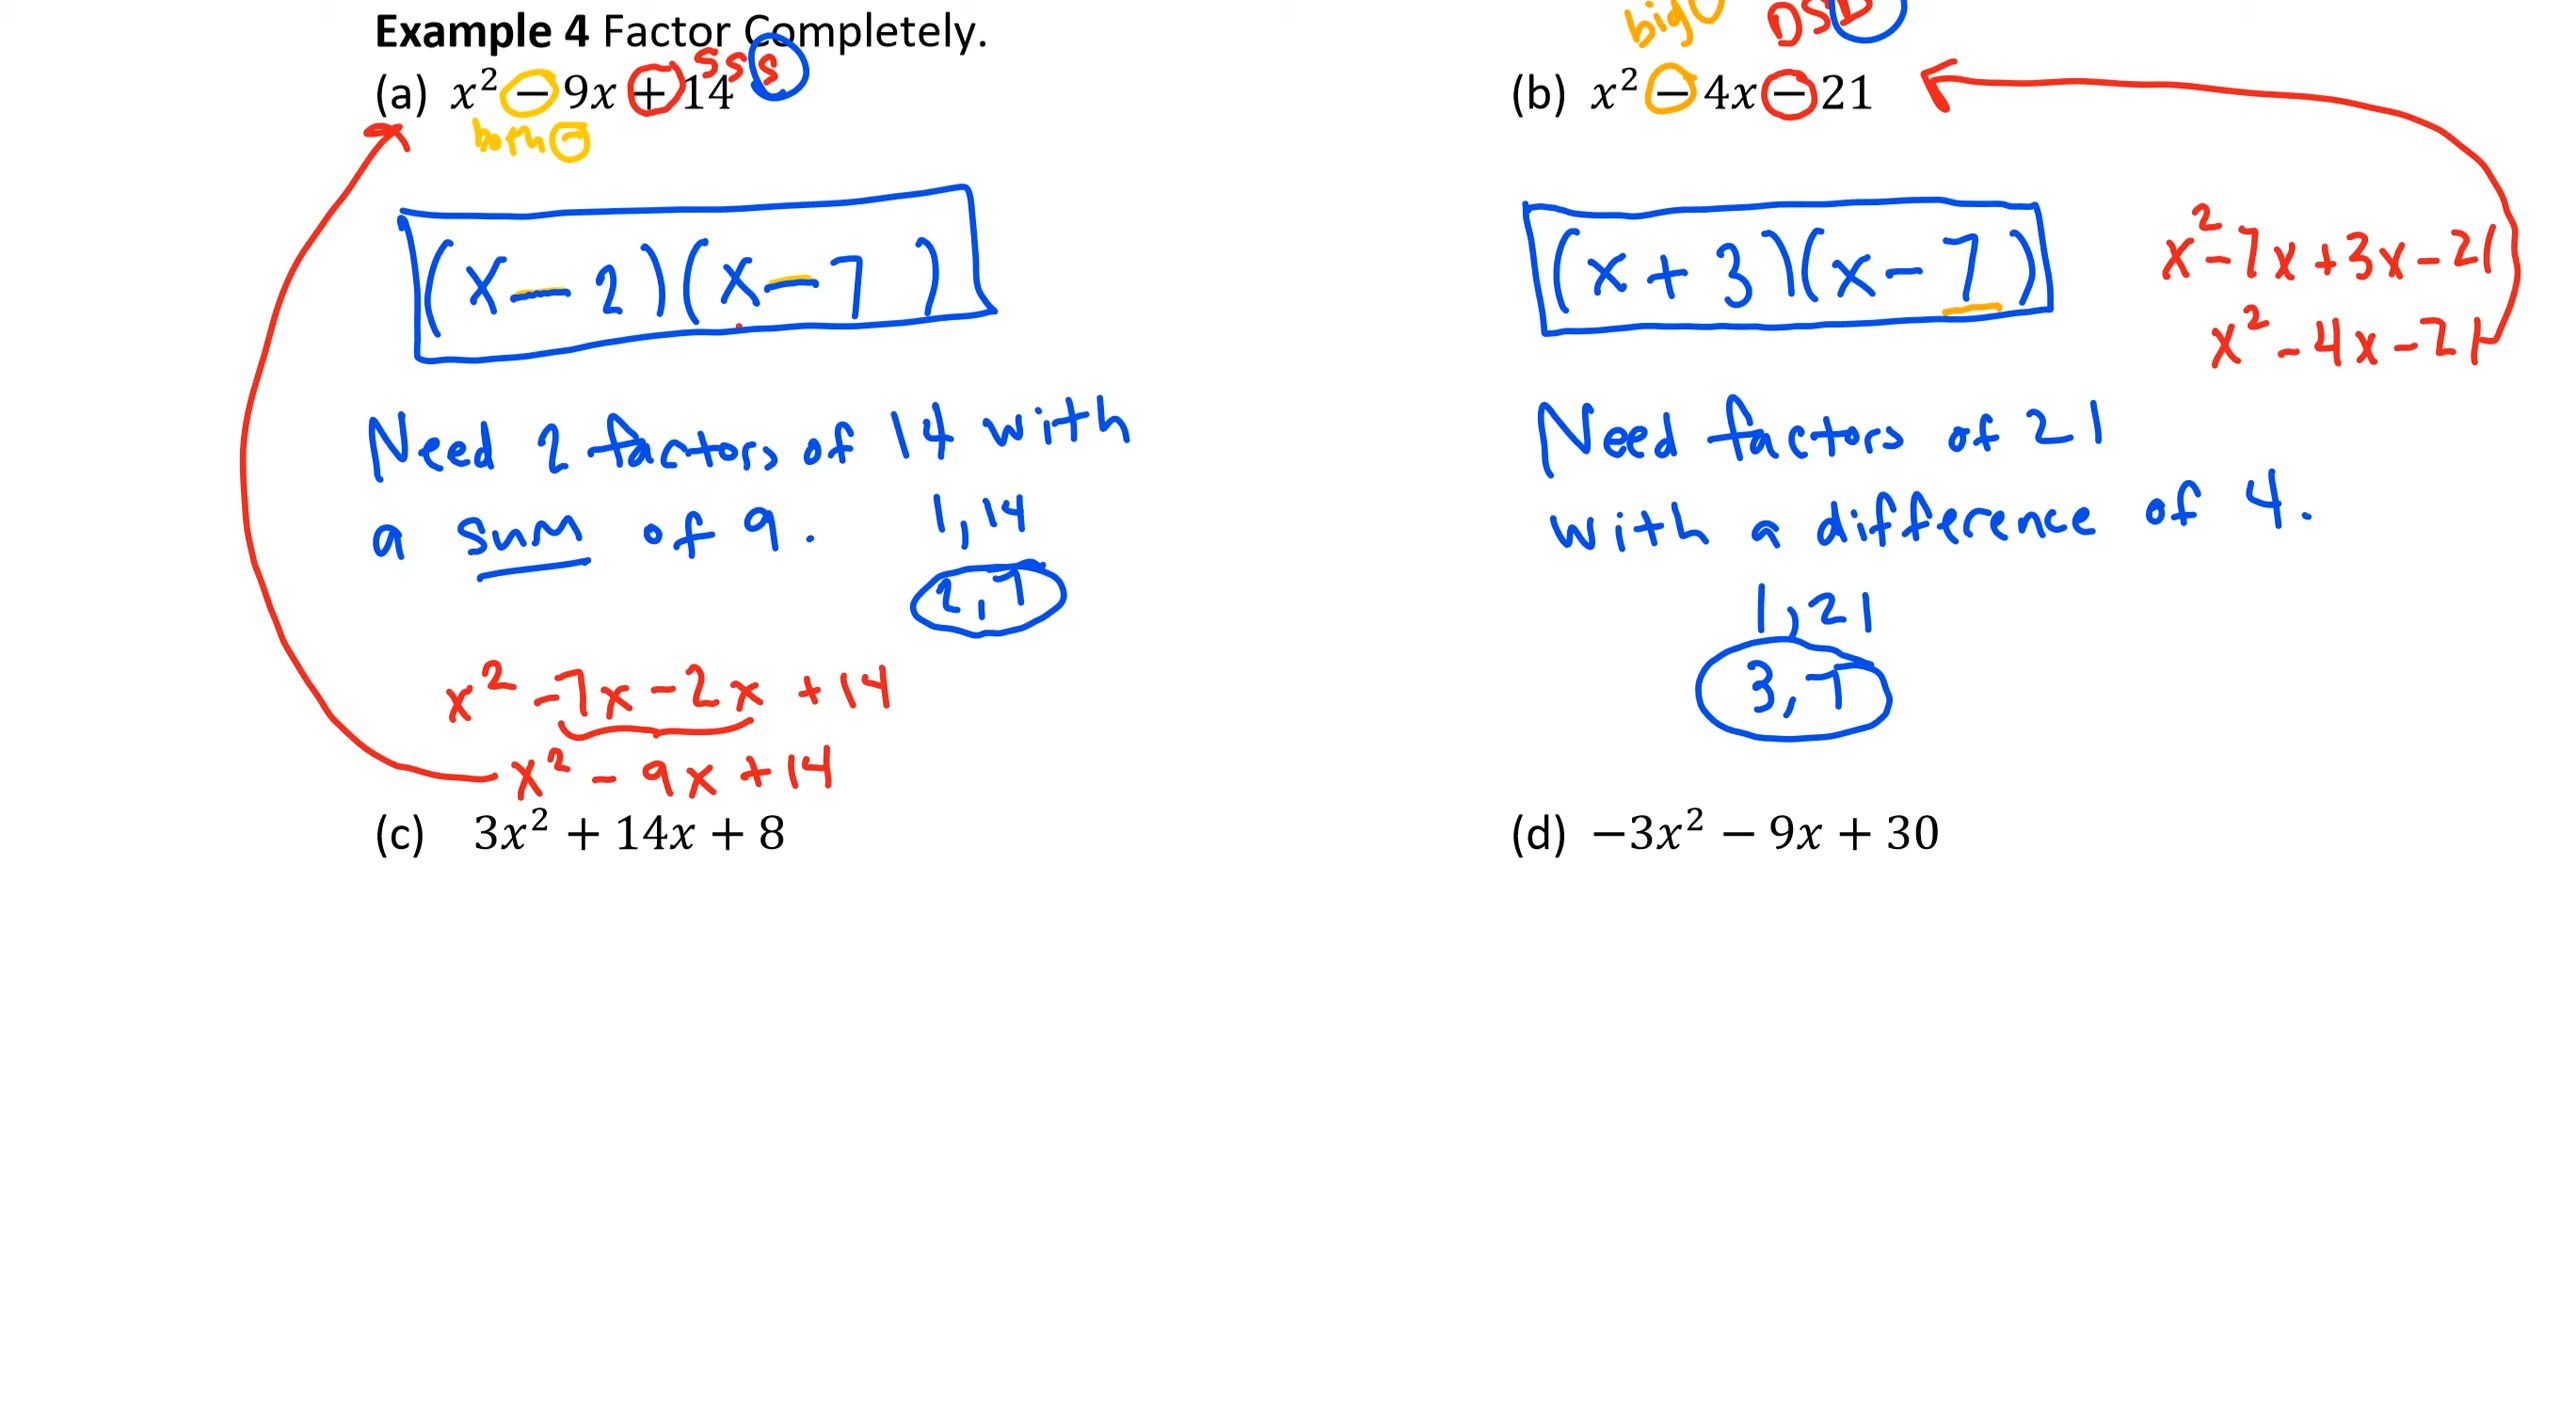 Example 4 Factor Completely.
(a) x² − 9x + 14 SSS
both −
(x − 2)(x − 7)
Need 2 factors of 14 with
a sum of 9.
1, 14
2, 7
x² − 7x − 2x + 14
x² − 9x + 14
big DSD
(b) x² − 4x − 21
(x + 3)(x − 7)
x² − 7x + 3x − 21
x² − 4x − 21
Need factors of 21
with a difference of 4.
1, 21
3, 7
(c) 3x² + 14x + 8
(d) −3x² − 9x + 30